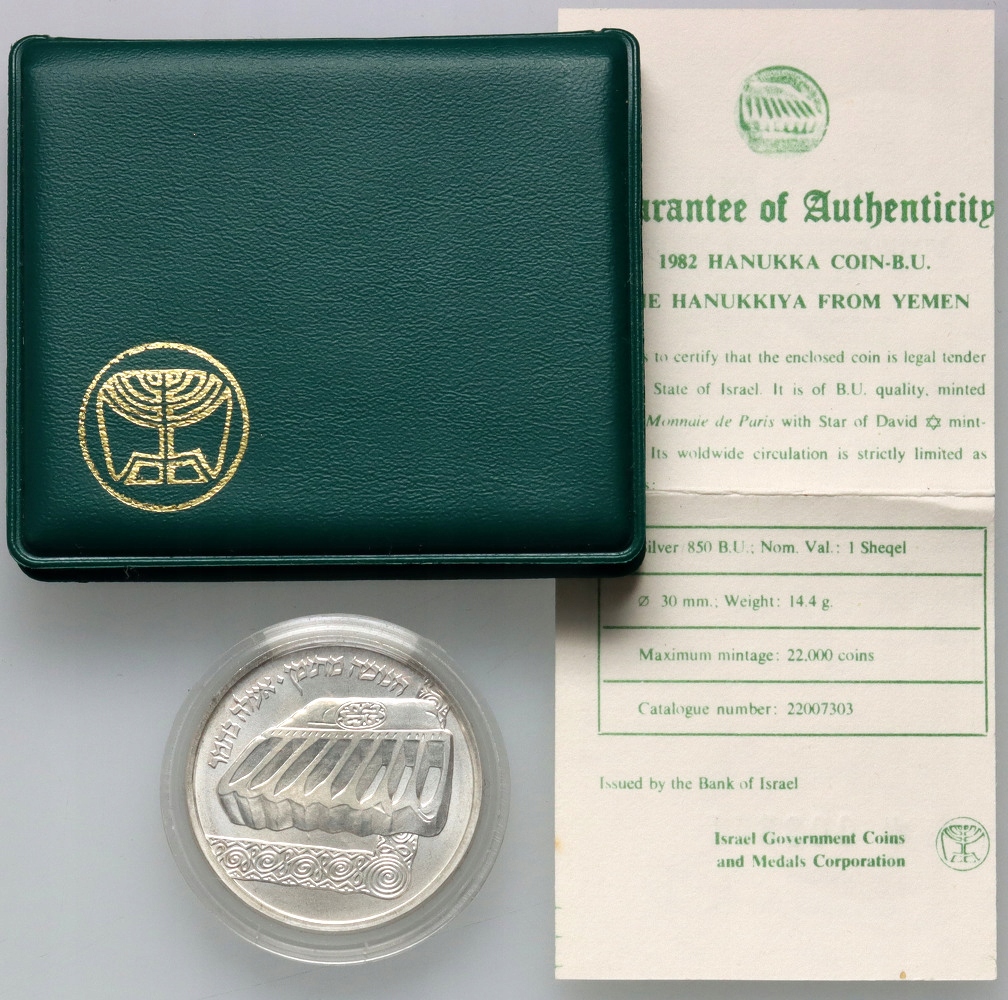 arantee of Authenticity
1982 HANUKKA COIN-B.U.
E HANUKKIYA FROM YEMEN
s to certify that the enclosed coin is legal tender
State of Israel. It is of B.U. quality, minted
Monnaie de Paris with Star of David ✡ mint-
Its woldwide circulation is strictly limited as
s:
ilver 850 B.U.; Nom. Val.: 1 Sheqel
Ø 30 mm.; Weight: 14.4 g.
Maximum mintage: 22.000 coins
Catalogue number: 22007303
Issued by the Bank of Israel
Israel Government Coins
and Medals Corporation
חנוכה מתימן